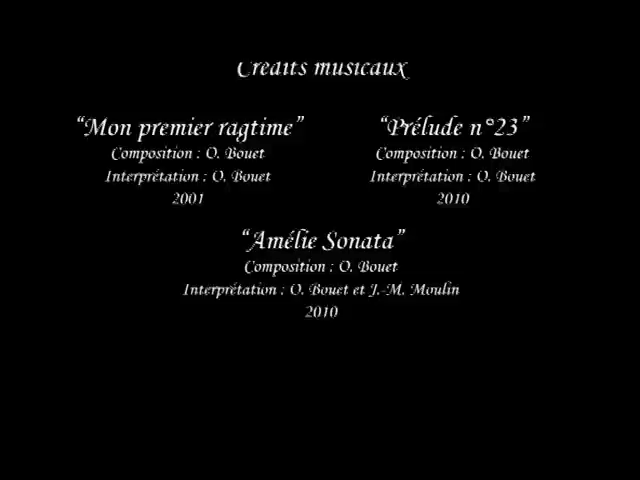 Crédits musicaux
“Mon premier ragtime”
Composition : O. Bouet
Interprétation : O. Bouet
2001
“Prélude n°23”
Composition : O. Bouet
Interprétation : O. Bouet
2010
“Amélie Sonata”
Composition : O. Bouet
Interprétation : O. Bouet et J.-M. Moulin
2010